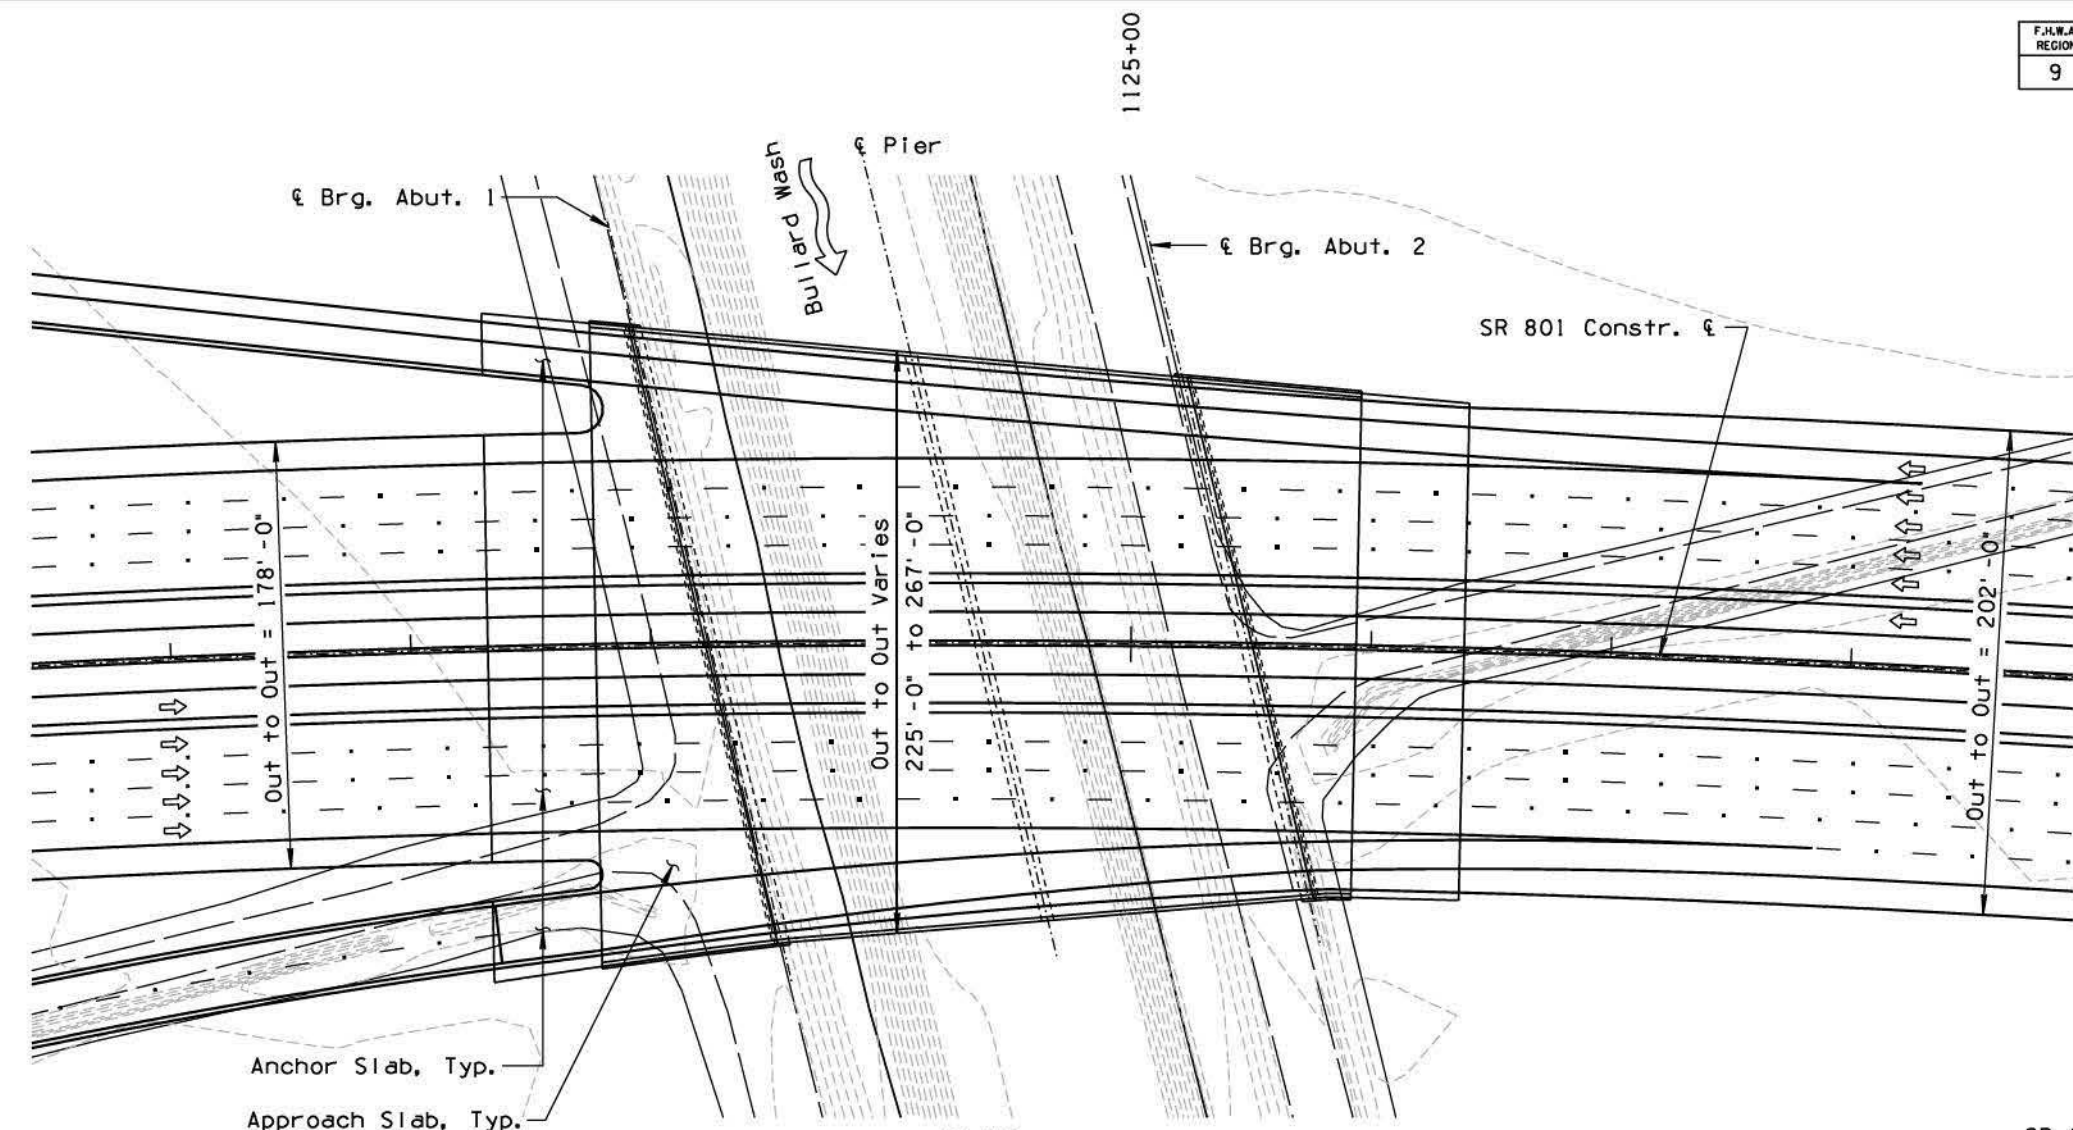 1125+00
F.H.W.A
REGION
9
℄ Pier
Bullard Wash
℄ Brg. Abut. 1
℄ Brg. Abut. 2
SR 801 Constr. ℄
Out to Out = 178'-0"
Out to Out Varies
225'-0" to 267'-0"
Out to Out = 202'-0"
Anchor Slab, Typ.
Approach Slab, Typ.